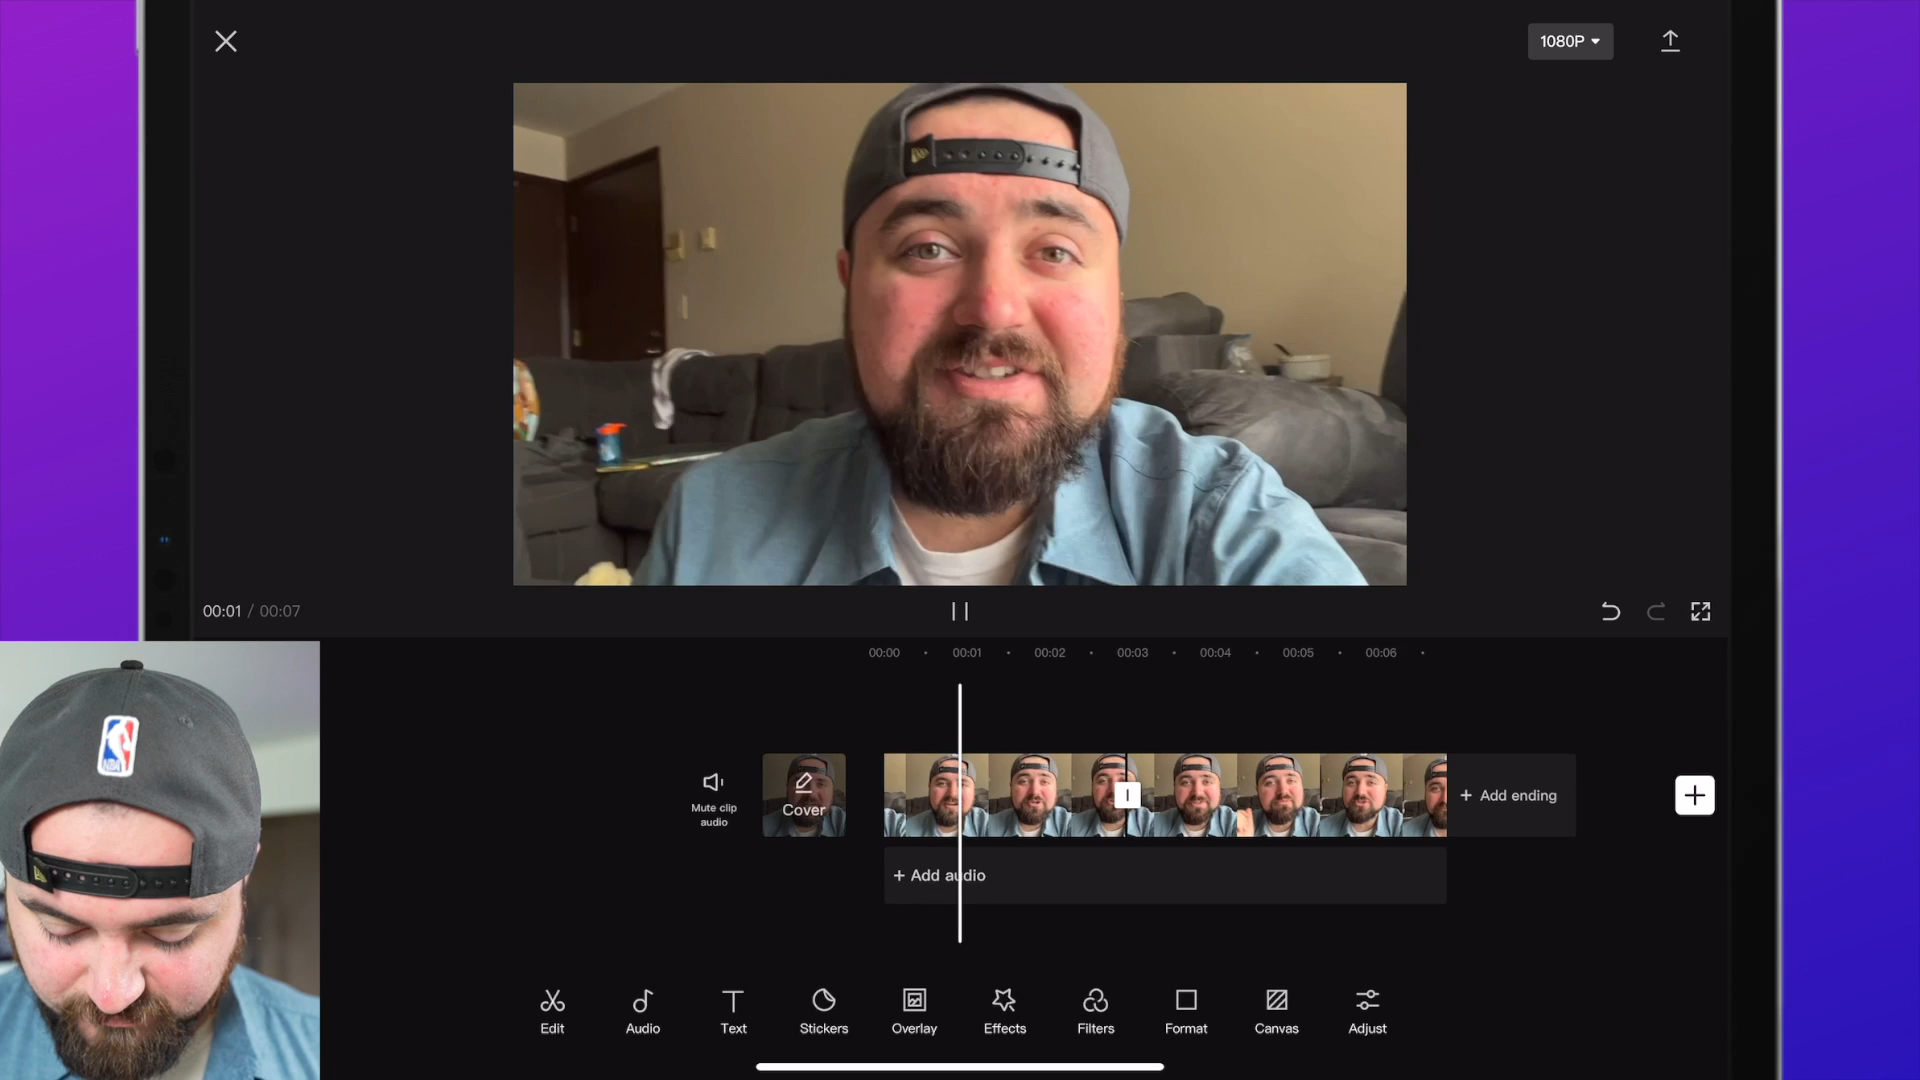 1080P
00:01 / 00:07
00:00 00:01 00:02 00:03 00:04 00:05 00:06
Mute clip
audio
Cover
+ Add ending
+ Add audio
NBA
Edit Audio Text Stickers Overlay Effects Filters Format Canvas Adjust